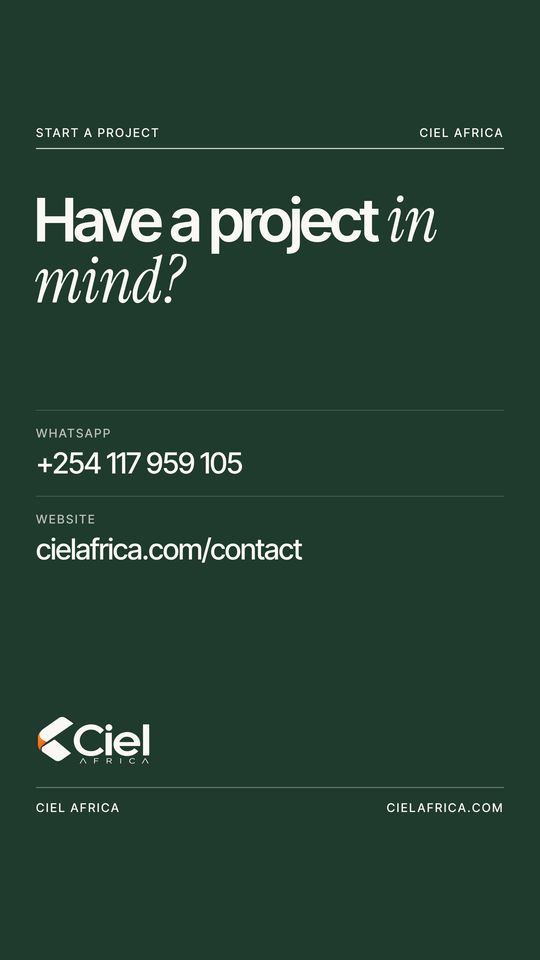 START A PROJECT
CIEL AFRICA
Have a project in
mind?
WHATSAPP
+254 117 959 105
WEBSITE
cielafrica.com/contact
Ciel
AFRICA
CIEL AFRICA
CIELAFRICA.COM